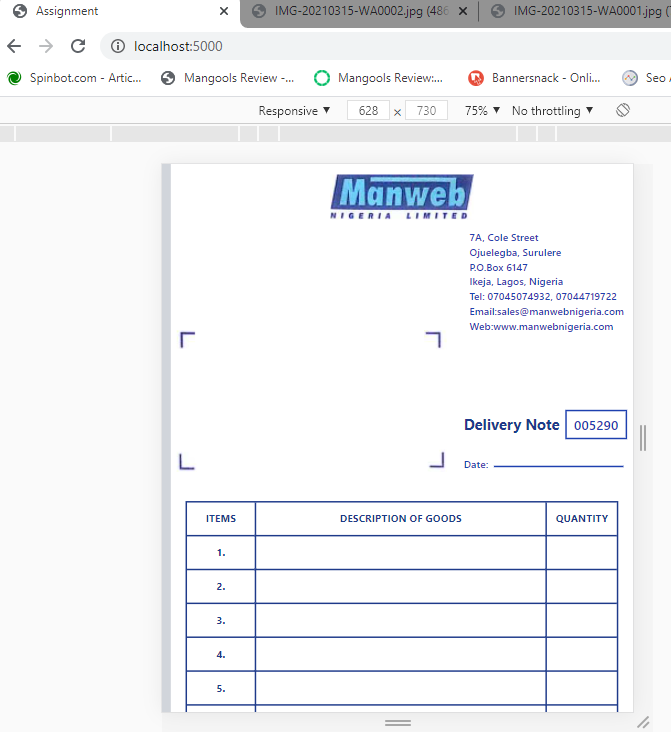 Assignment
IMG-20210315-WA0002.jpg (486
IMG-20210315-WA0001.jpg (
localhost:5000
Spinbot.com - Artic...
Mangools Review -...
Mangools Review:...
Bannersnack - Onli...
Seo
Responsive ▼ 628 × 730 75% ▼ No throttling ▼
Manweb
NIGERIA LIMITED
7A, Cole Street
Ojuelegba, Surulere
P.O.Box 6147
Ikeja, Lagos, Nigeria
Tel: 07045074932, 07044719722
Email:sales@manwebnigeria.com
Web:www.manwebnigeria.com
Delivery Note 005290
Date:
ITEMS DESCRIPTION OF GOODS QUANTITY
1.
2.
3.
4.
5.